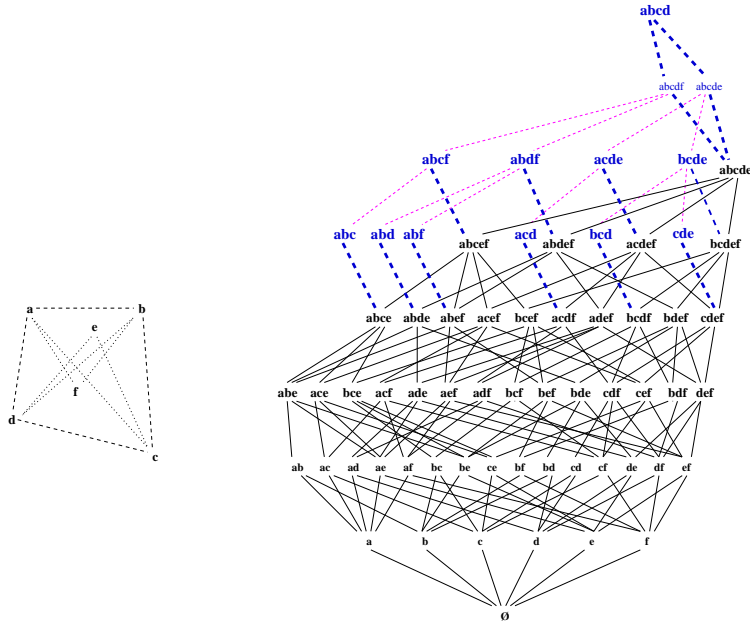 abcd
abcdf abcde
abcf abdf acde bcde
abcde
abc abd abf acd bcd cde
abcef abdef acdef bcdef
abce abde abef acef bcef acdf adef bcdf bdef cdef
a b
e
f
d
c
abe ace bce acf ade aef adf bcf bef bde cdf cef bdf def
ab ac ad ae af bc be ce bf bd cd cf de df ef
a b c d e f
Ø